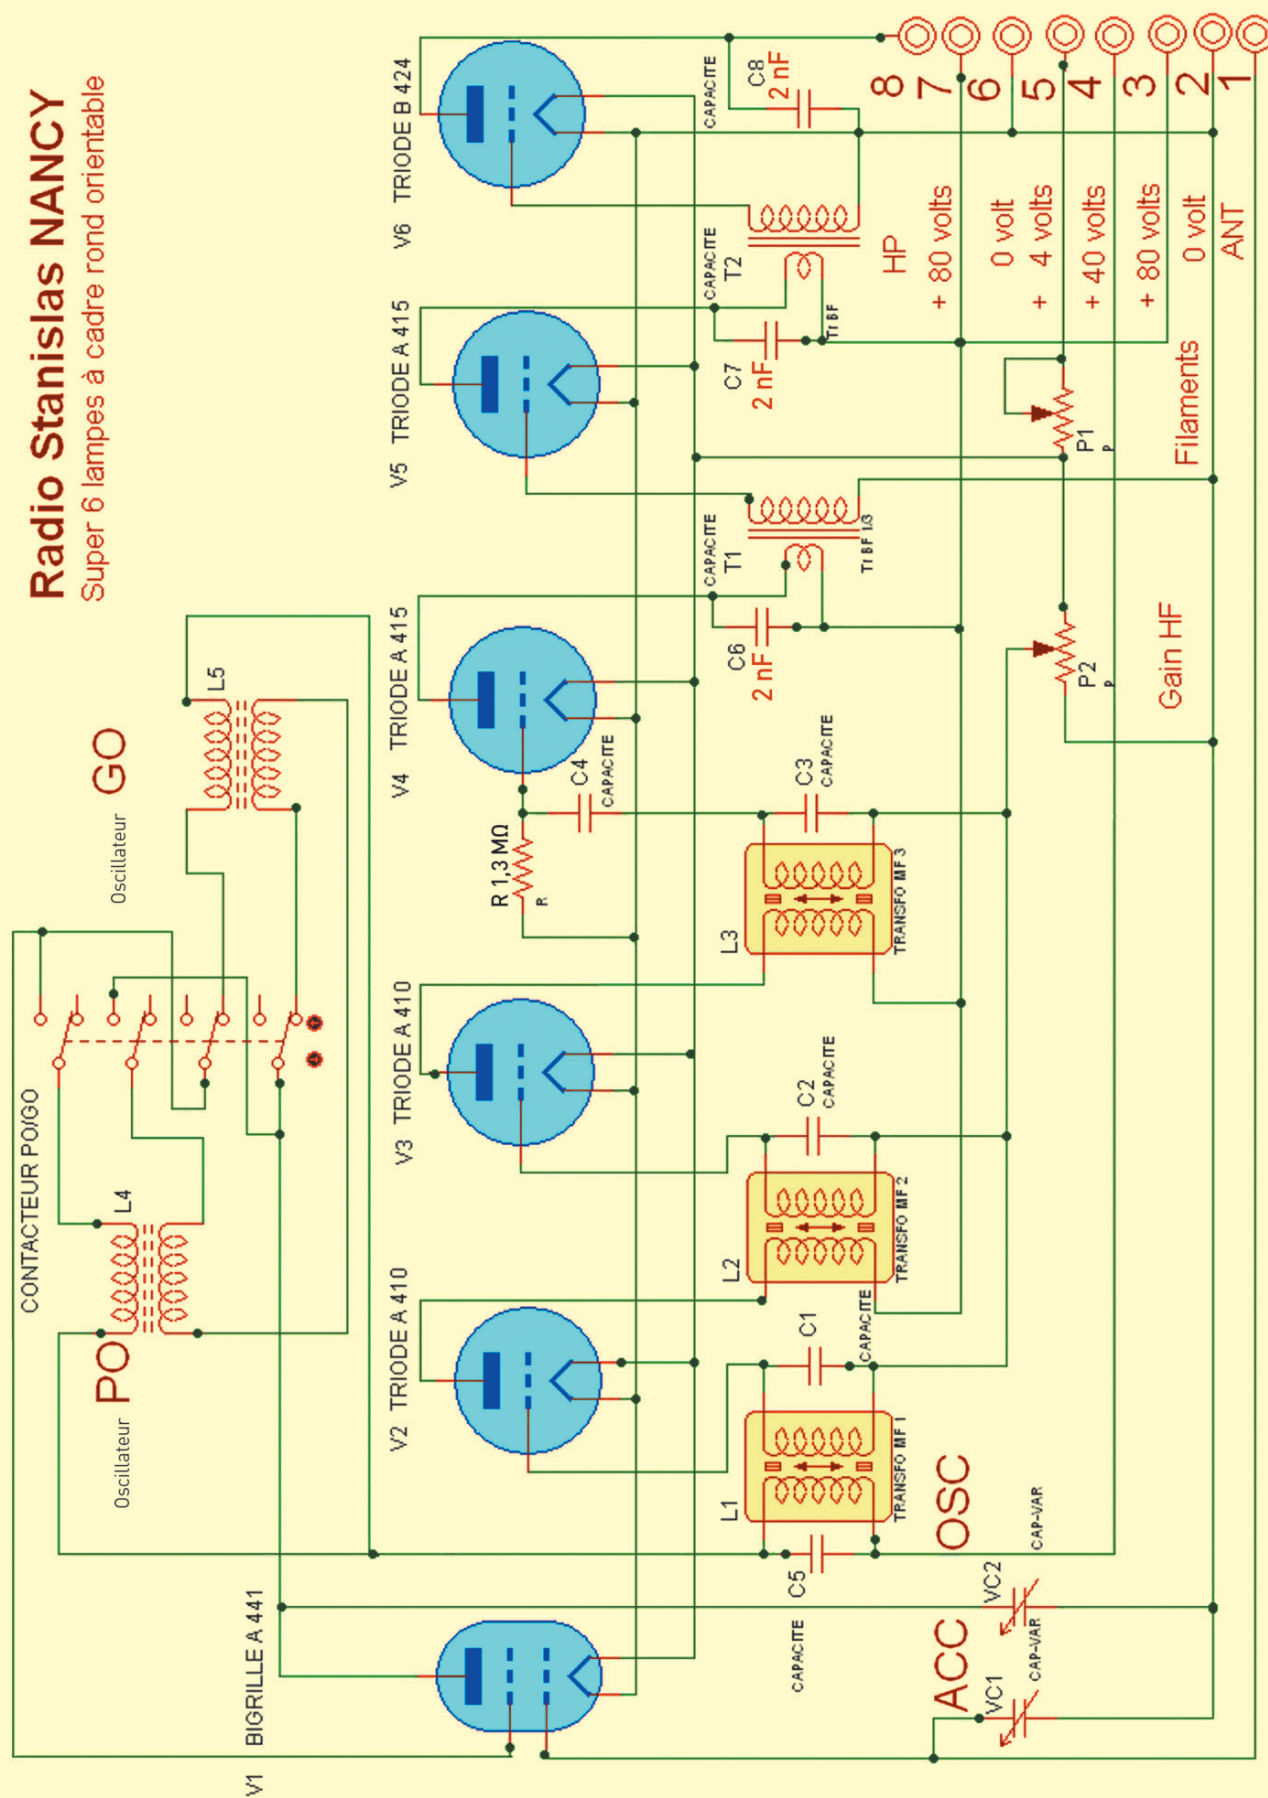 Radio Stanislas NANCY
Super 6 lampes à cadre rond orientable
CONTACTEUR PO/GO
PO
Oscillateur
L4
GO
Oscillateur
L5
V1 BIGRILLE A 441
V2 TRIODE A 410
V3 TRIODE A 410
V4 TRIODE A 415
V5 TRIODE A 415
V6 TRIODE B 424
R 1,3 MΩ
R
C4
CAPACITE
C5
CAPACITE
L1
TRANSFO MF 1
C1
CAPACITE
L2
TRANSFO MF 2
C2
CAPACITE
L3
TRANSFO MF 3
C3
CAPACITE
C6
2 nF
CAPACITE
T1
Tr BF 1/3
C7
2 nF
CAPACITE
T2
Tr BF
C8
2 nF
CAPACITE
ACC
VC1
CAP-VAR
OSC
VC2
CAP-VAR
P2
P
Gain HF
P1
P
Filaments
HP
+ 80 volts
0 volt
+ 4 volts
+ 40 volts
+ 80 volts
0 volt
ANT
8
7
6
5
4
3
2
1